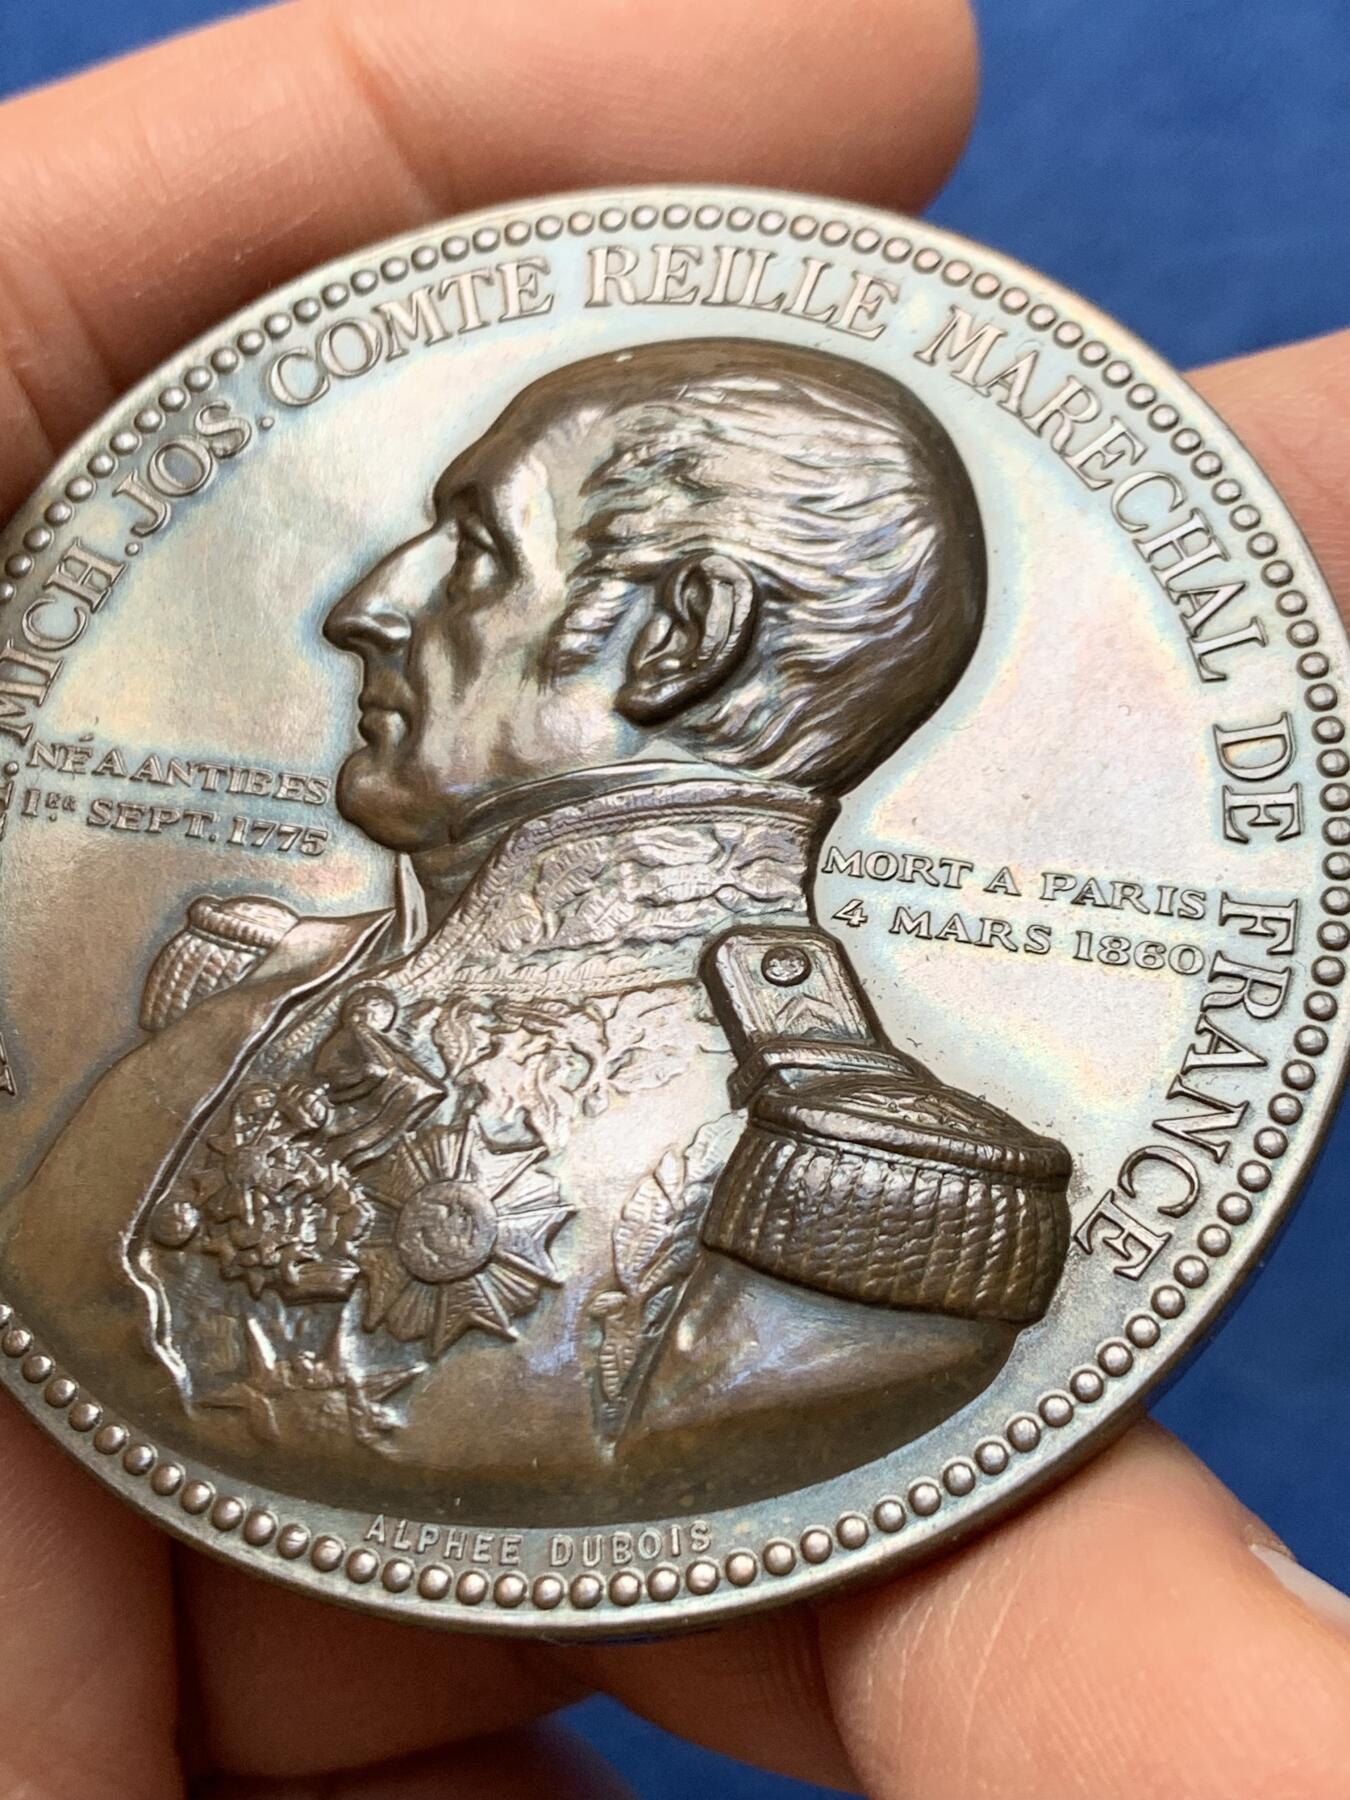 MICH. JOS. COMTE REILLE MARECHAL DE FRANCE
NÉ A ANTIBES
1ER SEPT. 1775
MORT A PARIS
4 MARS 1860
ALPHEE DUBOIS